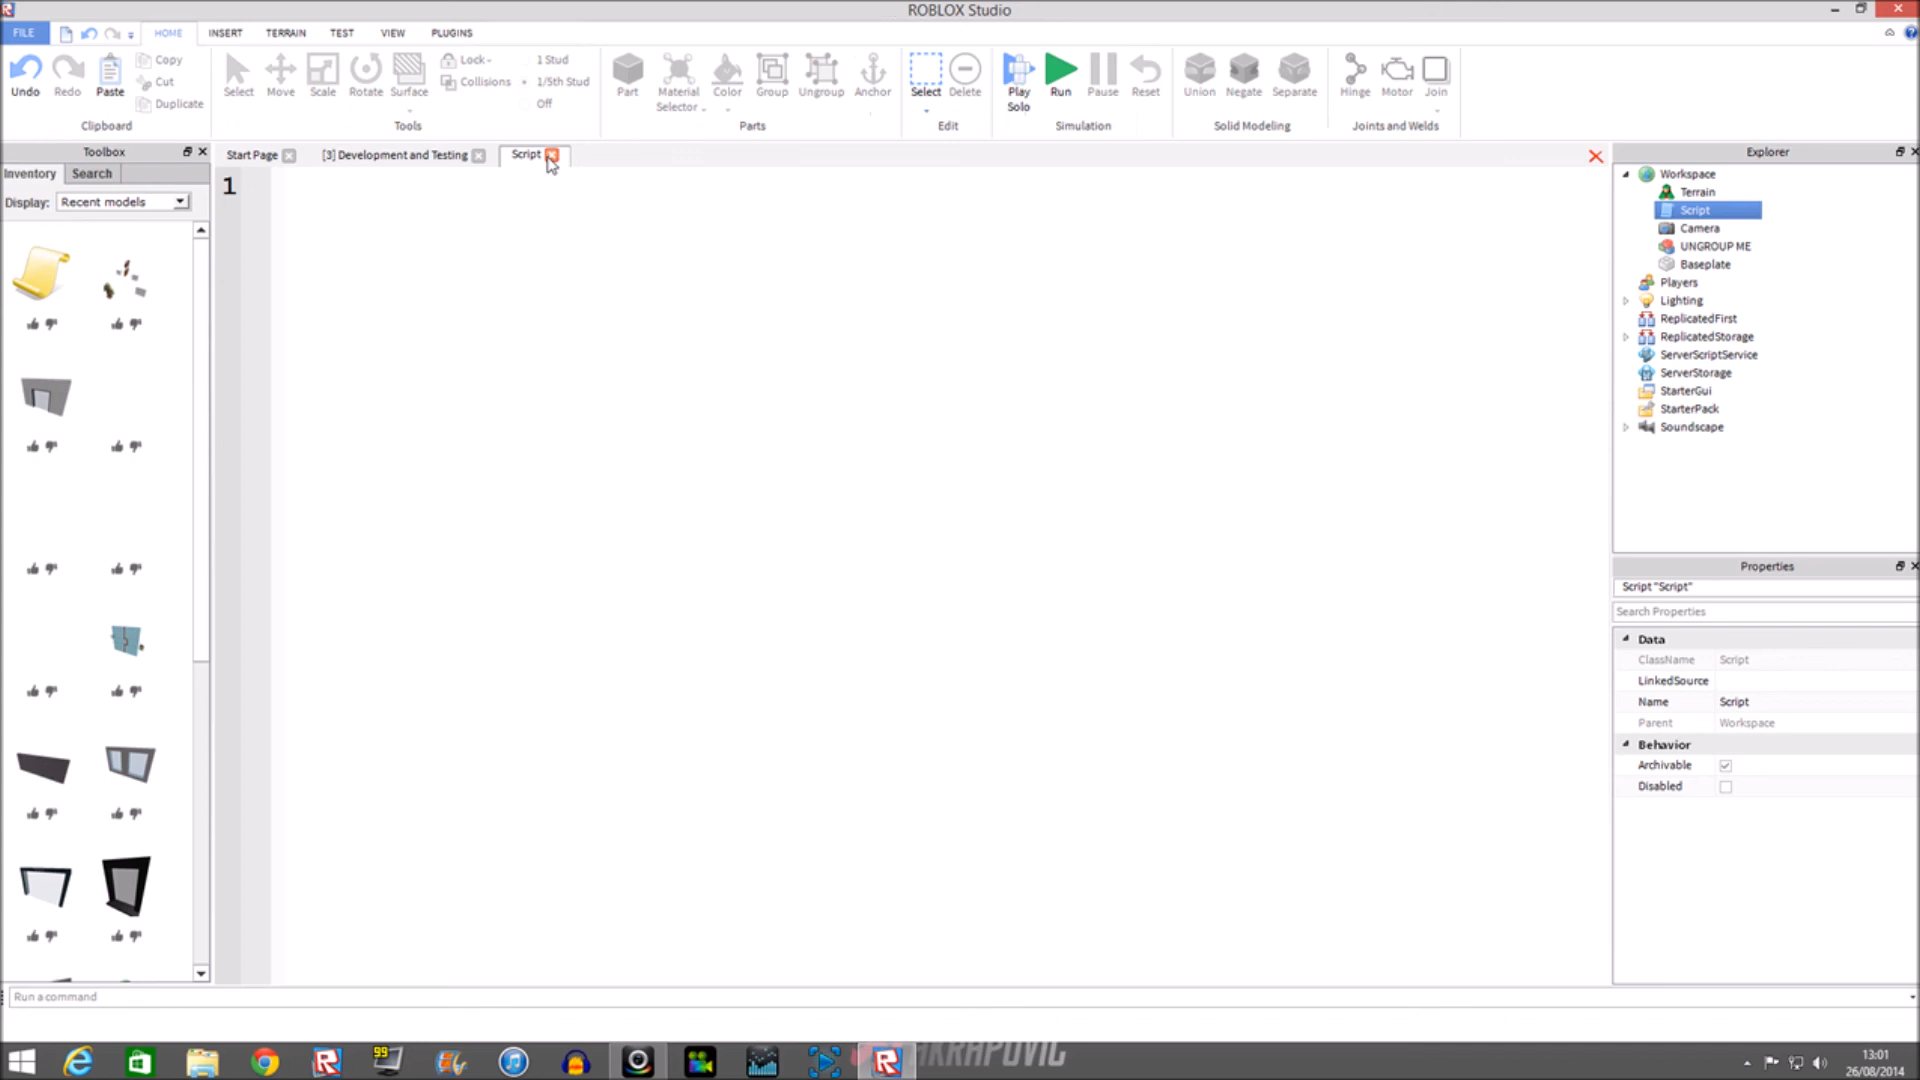 ROBLOX Studio
FILE
HOME
INSERT
TERRAIN
TEST
VIEW
PLUGINS
Undo
Redo
Paste
Copy
Cut
Duplicate
Clipboard
Select
Move
Scale
Rotate
Surface
Lock
Collisions
1 Stud
1/5th Stud
Off
Tools
Part
Material Selector
Color
Group
Ungroup
Anchor
Parts
Select
Delete
Edit
Play Solo
Run
Pause
Reset
Simulation
Union
Negate
Separate
Solid Modeling
Hinge
Motor
Join
Joints and Welds
Toolbox
Inventory
Search
Display:
Recent models
Start Page
[3] Development and Testing
Script
1
Explorer
Workspace
Terrain
Script
Camera
UNGROUP ME
Baseplate
Players
Lighting
ReplicatedFirst
ReplicatedStorage
ServerScriptService
ServerStorage
StarterGui
StarterPack
Soundscape
Properties
Script "Script"
Search Properties
Data
ClassName Script
LinkedSource
Name Script
Parent Workspace
Behavior
Archivable
Disabled
Run a command
99
AKRAPOVIC
13:01
26/08/2014